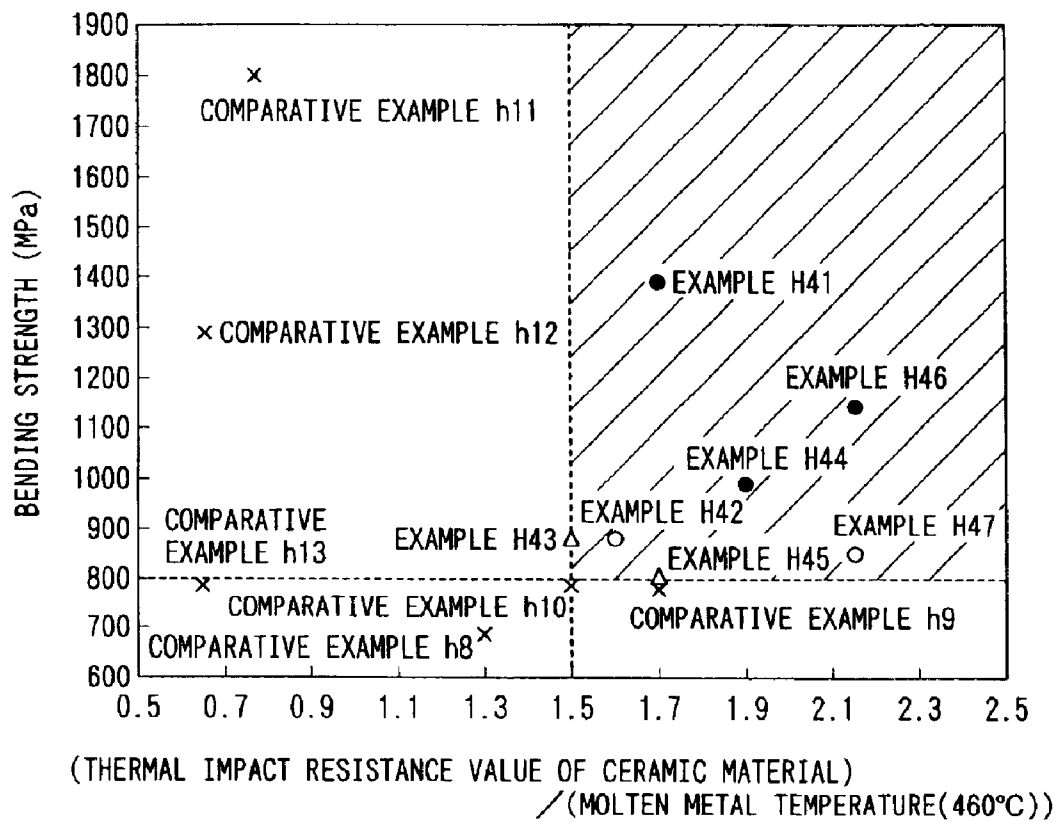 1900
1800
COMPARATIVE EXAMPLE h11
1700
1600
1500
1400
EXAMPLE H41
1300
COMPARATIVE EXAMPLE h12
1200
EXAMPLE H46
1100
1000
EXAMPLE H44
900
COMPARATIVE
EXAMPLE h13
EXAMPLE H43
EXAMPLE H42
EXAMPLE H47
EXAMPLE H45
800
COMPARATIVE EXAMPLE h10
COMPARATIVE EXAMPLE h9
700
COMPARATIVE EXAMPLE h8
600
BENDING STRENGTH (MPa)
0.5 0.7 0.9 1.1 1.3 1.5 1.7 1.9 2.1 2.3 2.5
(THERMAL IMPACT RESISTANCE VALUE OF CERAMIC MATERIAL)
/(MOLTEN METAL TEMPERATURE(460°C))